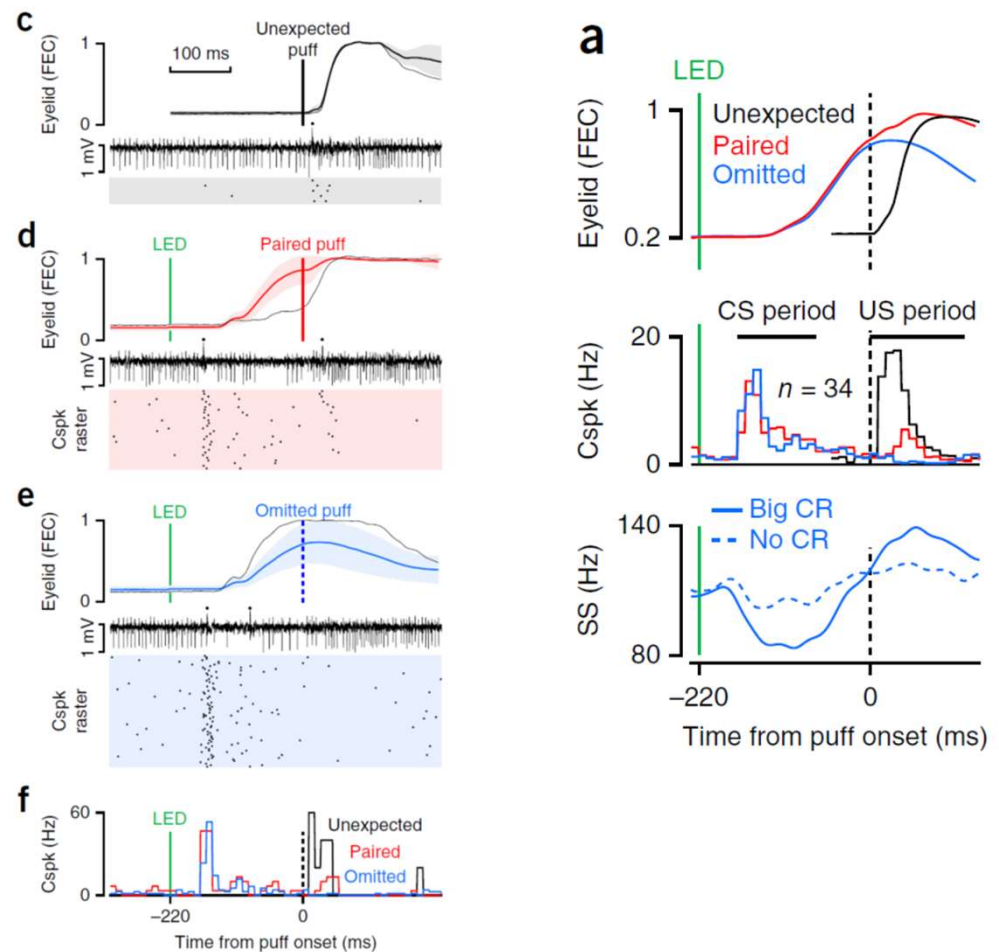 c
Unexpected
puff
100 ms
1
0
Eyelid (FEC)
1 mV
d
LED
Paired puff
1
0
Eyelid (FEC)
1 mV
Cspk
raster
e
LED
Omitted puff
1
0
Eyelid (FEC)
1 mV
Cspk
raster
f
LED
60
0
Cspk (Hz)
Unexpected
Paired
Omitted
−220
0
Time from puff onset (ms)
a
LED
1
0.2
Eyelid (FEC)
Unexpected
Paired
Omitted
CS period
US period
20
0
Cspk (Hz)
n = 34
Big CR
No CR
140
80
SS (Hz)
−220
0
Time from puff onset (ms)